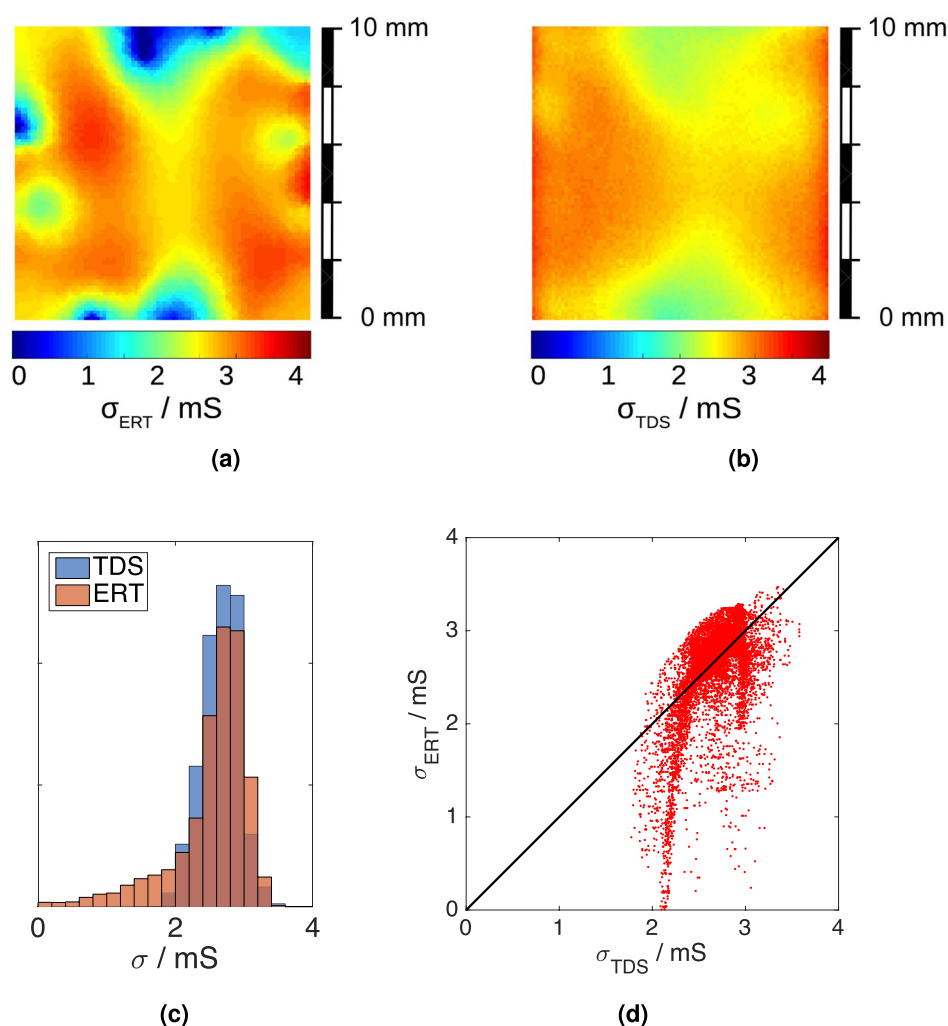 10 mm
0 mm
0 1 2 3 4
σERT / mS
(a)
10 mm
0 mm
0 1 2 3 4
σTDS / mS
(b)
TDS
ERT
0 2 4
σ / mS
(c)
4
3
2
1
0
σERT / mS
0 1 2 3 4
σTDS / mS
(d)